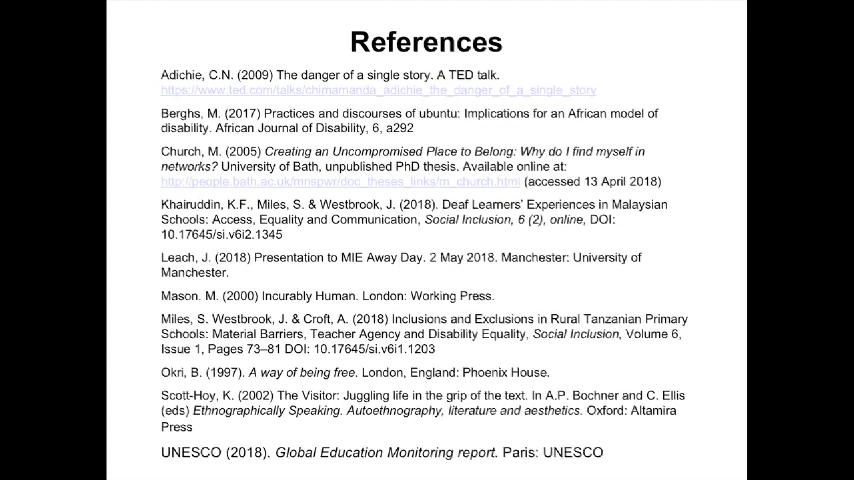 References
Adichie, C.N. (2009) The danger of a single story. A TED talk.
https://www.ted.com/talks/chimamanda_adichie_the_danger_of_a_single_story
Berghs, M. (2017) Practices and discourses of ubuntu: Implications for an African model of
disability. African Journal of Disability, 6, a292
Church, M. (2005) Creating an Uncompromised Place to Belong: Why do I find myself in
networks? University of Bath, unpublished PhD thesis. Available online at:
http://people.bath.ac.uk/mnspwr/doc_theses_links/m_church.html (accessed 13 April 2018)
Khairuddin, K.F., Miles, S. & Westbrook, J. (2018). Deaf Learners’ Experiences in Malaysian
Schools: Access, Equality and Communication, Social Inclusion, 6 (2), online, DOI:
10.17645/si.v6i2.1345
Leach, J. (2018) Presentation to MIE Away Day. 2 May 2018. Manchester: University of
Manchester.
Mason. M. (2000) Incurably Human. London: Working Press.
Miles, S. Westbrook, J. & Croft, A. (2018) Inclusions and Exclusions in Rural Tanzanian Primary
Schools: Material Barriers, Teacher Agency and Disability Equality, Social Inclusion, Volume 6,
Issue 1, Pages 73–81 DOI: 10.17645/si.v6i1.1203
Okri, B. (1997). A way of being free. London, England: Phoenix House.
Scott-Hoy, K. (2002) The Visitor: Juggling life in the grip of the text. In A.P. Bochner and C. Ellis
(eds) Ethnographically Speaking. Autoethnography, literature and aesthetics. Oxford: Altamira
Press
UNESCO (2018). Global Education Monitoring report. Paris: UNESCO